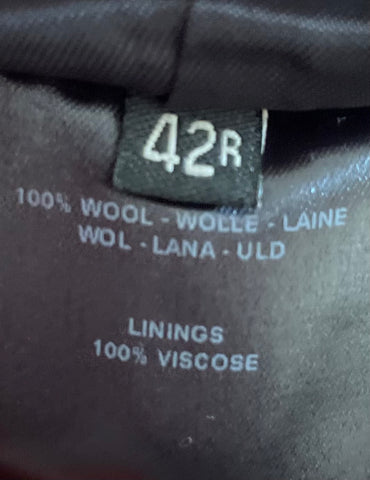 42R
100% WOOL - WOLLE - LAINE
WOL - LANA - ULD
LININGS
100% VISCOSE